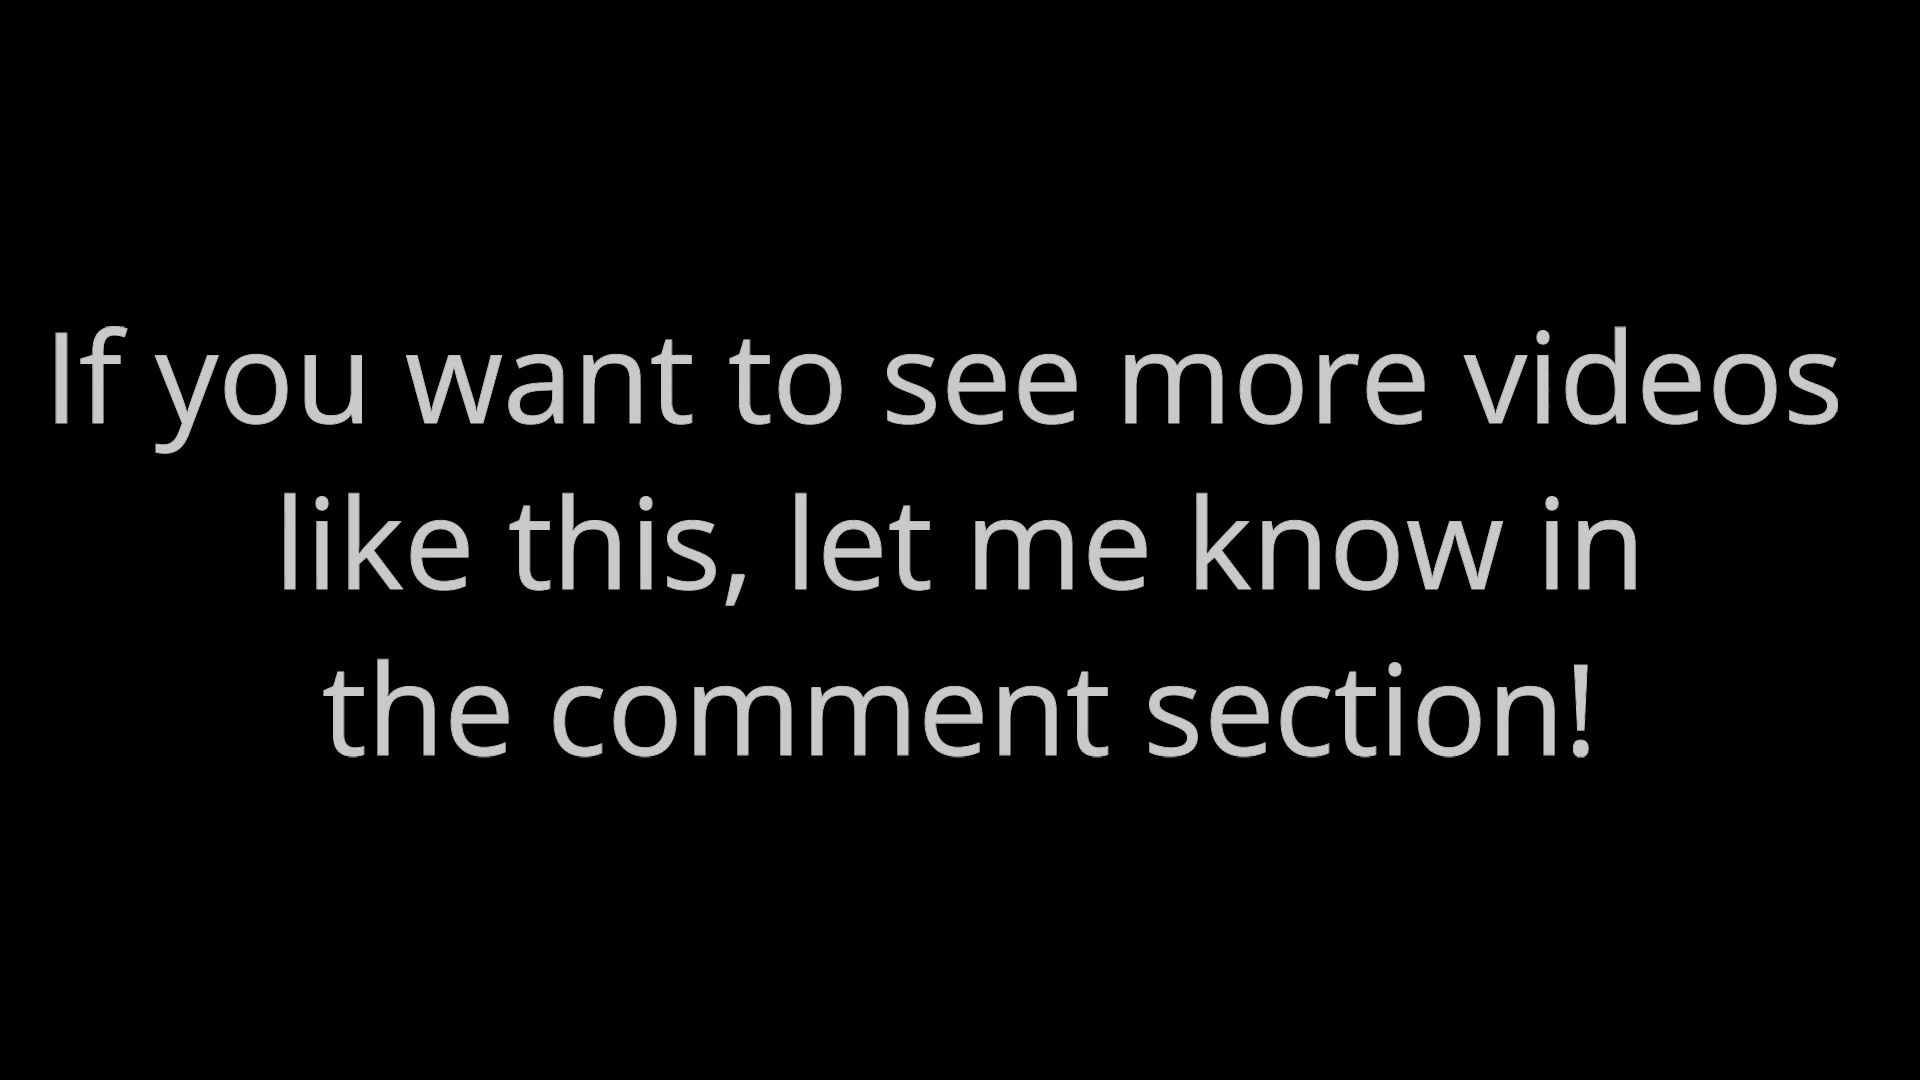 If you want to see more videos
like this, let me know in
the comment section!